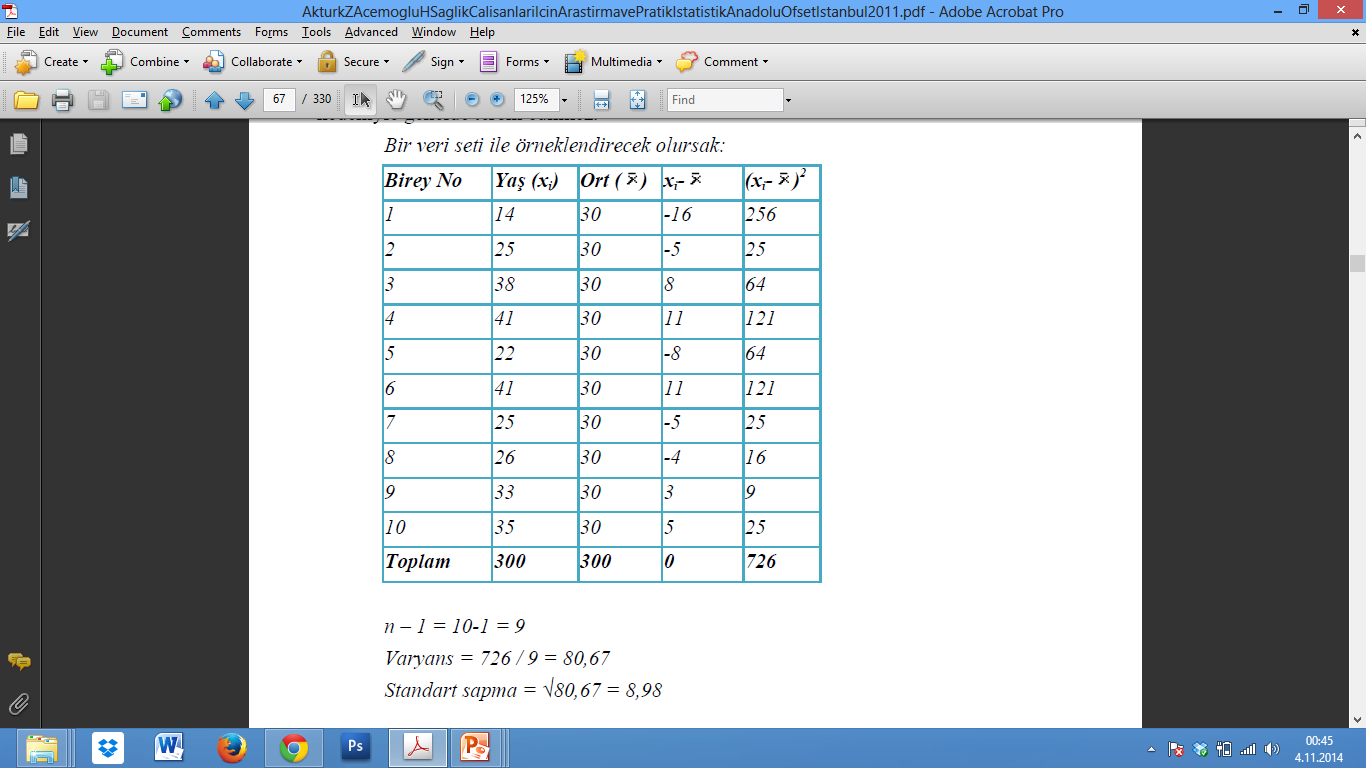 AkturkZAcemogluHSaglikCalisanlariIcinArastirmavePratikIstatistikAnadoluOfsetIstanbul2011.pdf - Adobe Acrobat Pro
File Edit View Document Comments Forms Tools Advanced Window Help
Create Combine Collaborate Secure Sign Forms Multimedia Comment
67 / 330 125% Find
Bir veri seti ile örneklendirecek olursak:
Birey No Yaş (xi) Ort ( x̄ ) xi- x̄ (xi- x̄ )²
1 14 30 -16 256
2 25 30 -5 25
3 38 30 8 64
4 41 30 11 121
5 22 30 -8 64
6 41 30 11 121
7 25 30 -5 25
8 26 30 -4 16
9 33 30 3 9
10 35 30 5 25
Toplam 300 300 0 726
n – 1 = 10-1 = 9
Varyans = 726 / 9 = 80,67
Standart sapma = √80,67 = 8,98
Ps
00:45
4.11.2014